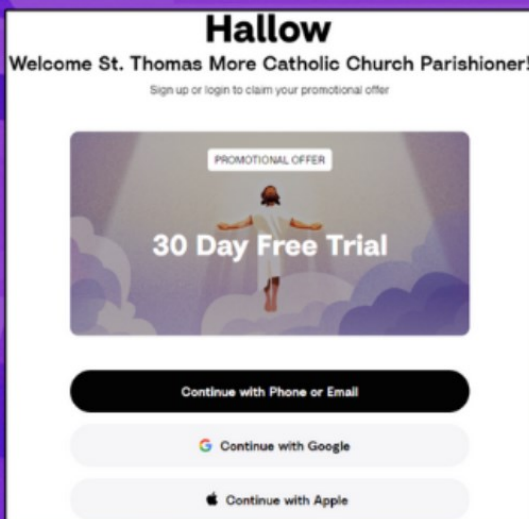 Hallow
Welcome St. Thomas More Catholic Church Parishioner!
Sign up or login to claim your promotional offer
PROMOTIONAL OFFER
30 Day Free Trial
Continue with Phone or Email
Continue with Google
Continue with Apple